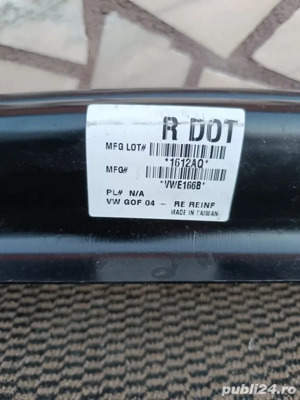 R DOT
MFG LOT#
*1612AQ*
MFG#
*VWE166B*
PL# N/A
VW GOF 04 - RE REINF
MADE IN TAIWAN
publi24.ro